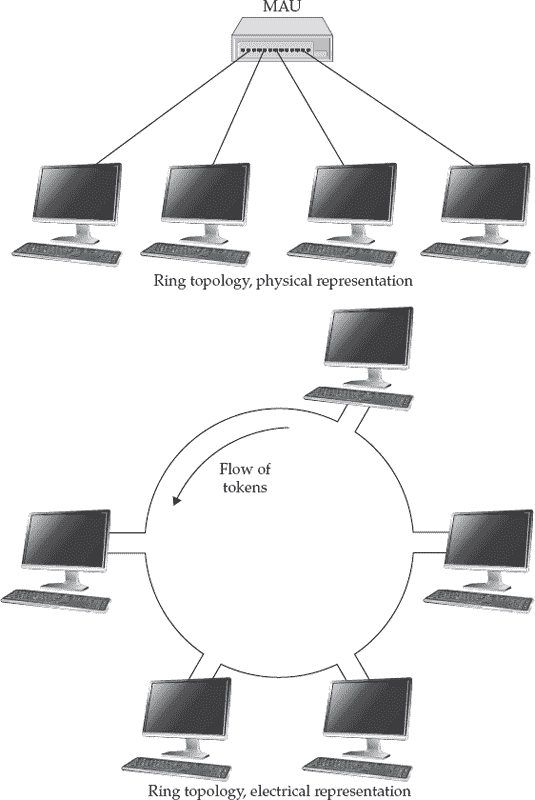 MAU
Ring topology, physical representation
Flow of
tokens
Ring topology, electrical representation